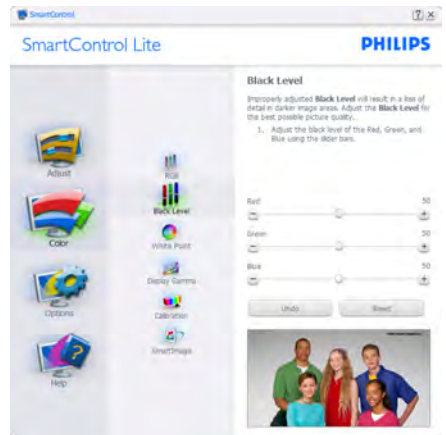 SmartControl
SmartControl Lite
PHILIPS
Adjust
Color
Options
Help
RGB
Black Level
White Point
Display Gamma
Calibration
SmartImage
Black Level
Improperly adjusted Black Level will result in a loss of
detail in darker image areas. Adjust the Black Level for
the best possible picture quality.
1. Adjust the black level of the Red, Green, and
Blue using the slider bars.
Red 50
Green 50
Blue 50
Undo Reset